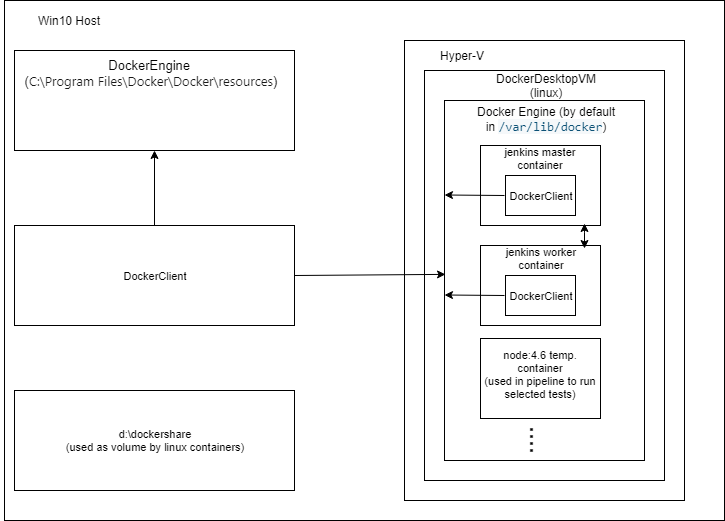 Win10 Host
DockerEngine
(C:\Program Files\Docker\Docker\resources)
DockerClient
d:\dockershare
(used as volume by linux containers)
Hyper-V
DockerDesktopVM
(linux)
Docker Engine (by default
in /var/lib/docker)
jenkins master
container
DockerClient
jenkins worker
container
DockerClient
node:4.6 temp.
container
(used in pipeline to run
selected tests)